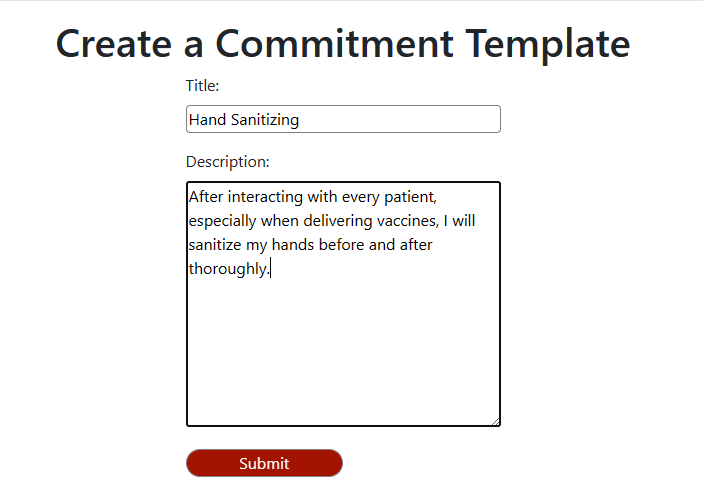 Create a Commitment Template
Title:
Hand Sanitizing
Description:
After interacting with every patient,
especially when delivering vaccines, I will
sanitize my hands before and after
thoroughly.
Submit